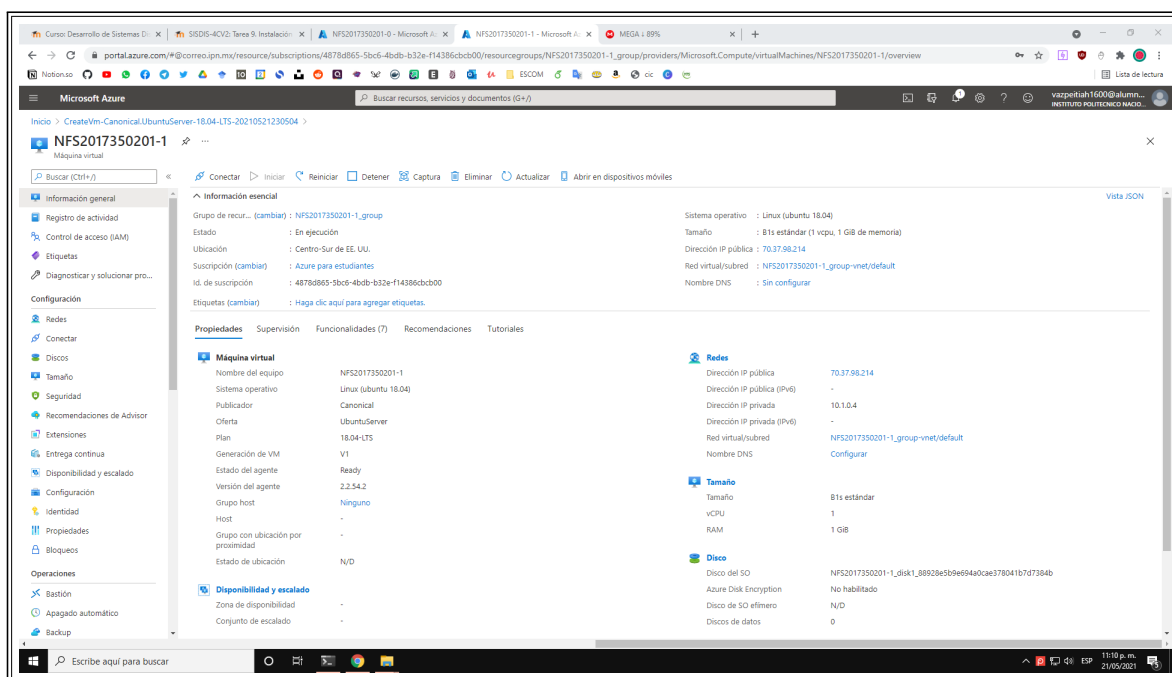 Curso: Desarrollo de Sistemas Di
SISDIS-4CV2: Tarea 9. Instalación
NFS2017350201-0 - Microsoft Az
NFS2017350201-1 - Microsoft Az
MEGA ↓ 89%
portal.azure.com/#@correo.ipn.mx/resource/subscriptions/4878d865-5bc6-4bdb-b32e-f14386cbcb00/resourcegroups/NFS2017350201-1_group/providers/Microsoft.Compute/virtualMachines/NFS2017350201-1/overview
Notion.so
ESCOM
cic
Lista de lectura
Microsoft Azure
Buscar recursos, servicios y documentos (G+/)
vazpeitiah1600@alumn...
INSTITUTO POLITECNICO NACIO...
Inicio > CreateVm-Canonical.UbuntuServer-18.04-LTS-20210521230504 >
NFS2017350201-1
Máquina virtual
Buscar (Ctrl+/)
«
Conectar Iniciar Reiniciar Detener Captura Eliminar Actualizar Abrir en dispositivos móviles
Información general
Registro de actividad
Control de acceso (IAM)
Etiquetas
Diagnosticar y solucionar pro...
Configuración
Redes
Conectar
Discos
Tamaño
Seguridad
Recomendaciones de Advisor
Extensiones
Entrega continua
Disponibilidad y escalado
Configuración
Identidad
Propiedades
Bloqueos
Operaciones
Bastión
Apagado automático
Backup
Información esencial
Vista JSON
Grupo de recur... (cambiar) : NFS2017350201-1_group
Estado : En ejecución
Ubicación : Centro-Sur de EE. UU.
Suscripción (cambiar) : Azure para estudiantes
Id. de suscripción : 4878d865-5bc6-4bdb-b32e-f14386cbcb00
Etiquetas (cambiar) : Haga clic aquí para agregar etiquetas.
Sistema operativo : Linux (ubuntu 18.04)
Tamaño : B1s estándar (1 vcpu, 1 GiB de memoria)
Dirección IP pública : 70.37.98.214
Red virtual/subred : NFS2017350201-1_group-vnet/default
Nombre DNS : Sin configurar
Propiedades Supervisión Funcionalidades (7) Recomendaciones Tutoriales
Máquina virtual
Nombre del equipo NFS2017350201-1
Sistema operativo Linux (ubuntu 18.04)
Publicador Canonical
Oferta UbuntuServer
Plan 18.04-LTS
Generación de VM V1
Estado del agente Ready
Versión del agente 2.2.54.2
Grupo host Ninguno
Host -
Grupo con ubicación por proximidad -
Estado de ubicación N/D
Disponibilidad y escalado
Zona de disponibilidad -
Conjunto de escalado -
Redes
Dirección IP pública 70.37.98.214
Dirección IP pública (IPv6) -
Dirección IP privada 10.1.0.4
Dirección IP privada (IPv6) -
Red virtual/subred NFS2017350201-1_group-vnet/default
Nombre DNS Configurar
Tamaño
Tamaño B1s estándar
vCPU 1
RAM 1 GiB
Disco
Disco del SO NFS2017350201-1_disk1_88928e5b9e694a0cae378041b7d7384b
Azure Disk Encryption No habilitado
Disco de SO efímero N/D
Discos de datos 0
Escribe aquí para buscar
ESP
11:10 p. m.
21/05/2021